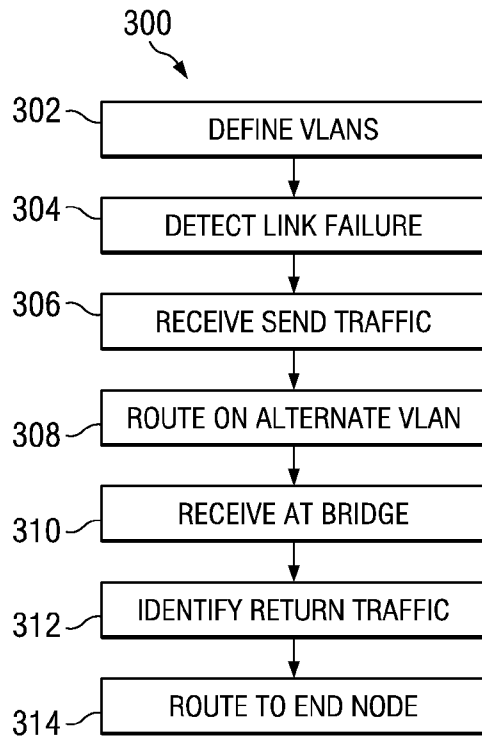 300
302
DEFINE VLANS
304
DETECT LINK FAILURE
306
RECEIVE SEND TRAFFIC
308
ROUTE ON ALTERNATE VLAN
310
RECEIVE AT BRIDGE
312
IDENTIFY RETURN TRAFFIC
314
ROUTE TO END NODE